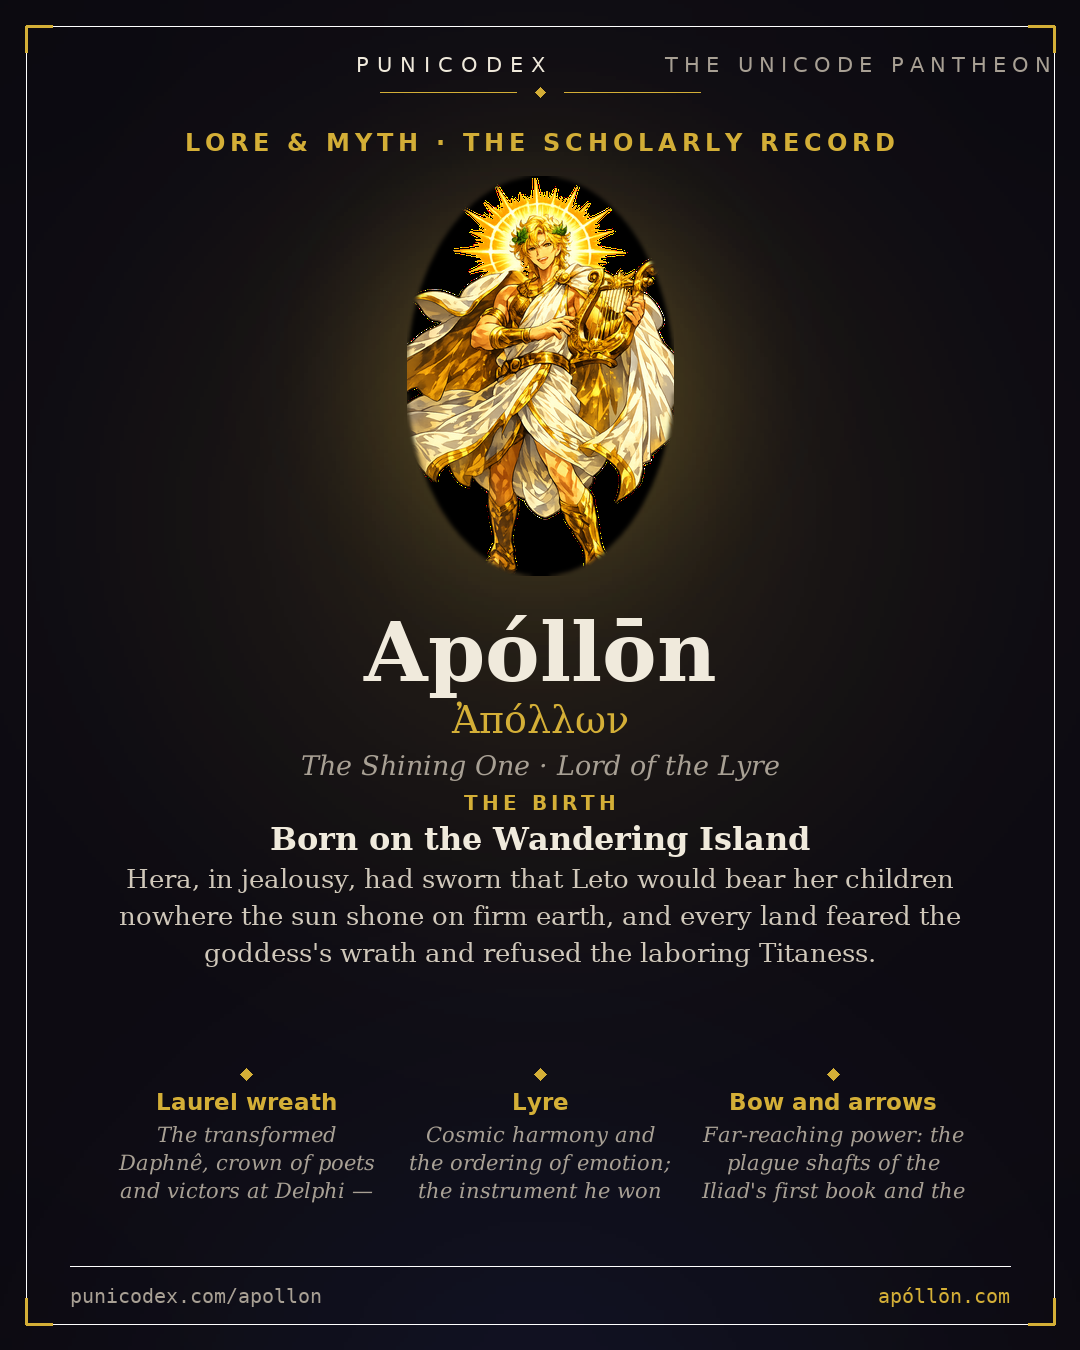 PUNICODEX THE UNICODE PANTHEON
LORE & MYTH · THE SCHOLARLY RECORD
Apóllōn
Ἀπόλλων
The Shining One · Lord of the Lyre
THE BIRTH
Born on the Wandering Island
Hera, in jealousy, had sworn that Leto would bear her children
nowhere the sun shone on firm earth, and every land feared the
goddess's wrath and refused the laboring Titaness.
Laurel wreath
The transformed
Daphnê, crown of poets
and victors at Delphi —
Lyre
Cosmic harmony and
the ordering of emotion;
the instrument he won
Bow and arrows
Far-reaching power: the
plague shafts of the
Iliad's first book and the
punicodex.com/apollon
apóllōn.com